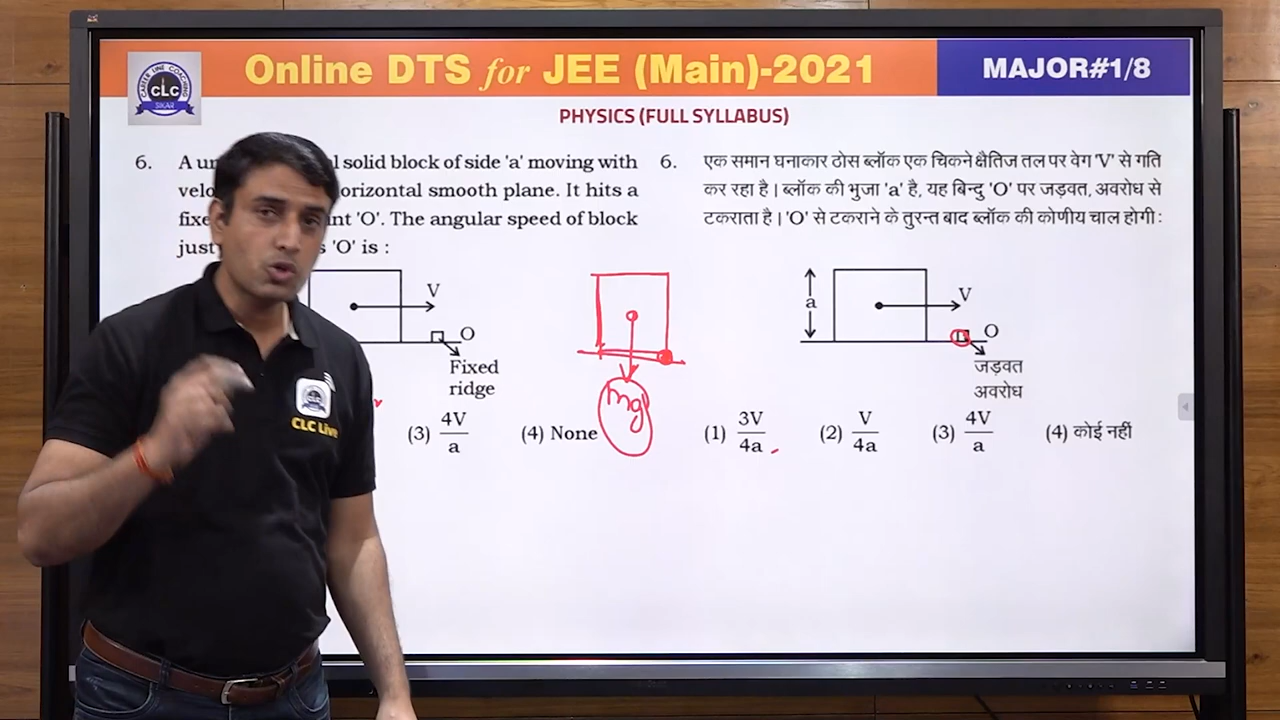 Online DTS for JEE (Main)-2021
MAJOR#1/8
CAREER LINE COACHING
CLC
SIKAR
PHYSICS (FULL SYLLABUS)
6. A solid block of side 'a' moving with
horizontal smooth plane. It hits a
'O'. The angular speed of block
just 'O' is :
V
O
Fixed
ridge
(3) 4V/a (4) None
mg
6. एक समान घनाकार ठोस ब्लॉक एक चिकने क्षैतिज तल पर वेग 'V' से गति
कर रहा है। ब्लॉक की भुजा 'a' है, यह बिन्दु 'O' पर जड़वत, अवरोध से
टकराता है। 'O' से टकराने के तुरन्त बाद ब्लॉक की कोणीय चाल होगी :
a
V
O
जड़वत
अवरोध
(1) 3V/4a (2) V/4a (3) 4V/a (4) कोई नहीं
CLC Live